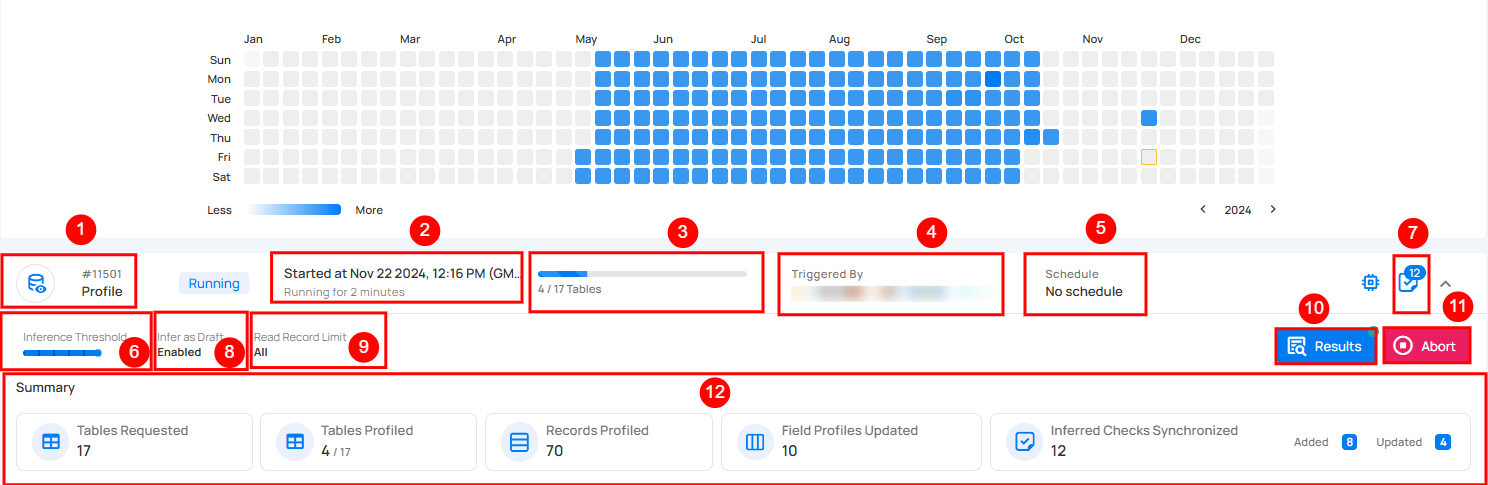 Jan Feb Mar Apr May Jun Jul Aug Sep Oct Nov Dec
Sun
Mon
Tue
Wed
Thu
Fri
Sat
Less More 2024
1 2 3 4 5 7
#11501
Profile
Running
Started at Nov 22 2024, 12:16 PM (GM...
Running for 2 minutes
4 / 17 Tables
Triggered By
Schedule
No schedule
12
Inference Threshold
6
Infer as Draft
Enabled
8
Read Record Limit
All
9
10
Results
11
Abort
Summary
12
Tables Requested
17
Tables Profiled
4 / 17
Records Profiled
70
Field Profiles Updated
10
Inferred Checks Synchronized
12
Added 8 Updated 4